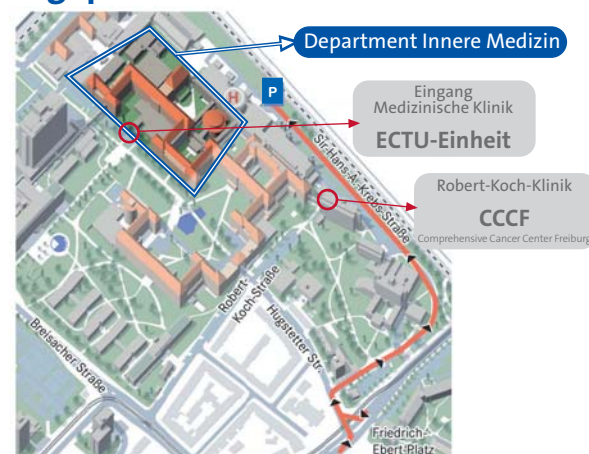 Department Innere Medizin
P
H
Eingang
Medizinische Klinik
ECTU-Einheit
Sir-Hans-A.-Krebs-Straße
Robert-Koch-Klinik
CCCF
Comprehensive Cancer Center Freiburg
Robert-
Koch-Straße
Hugstetter Str.
Breisacher Straße
Friedrich-
Ebert-Platz